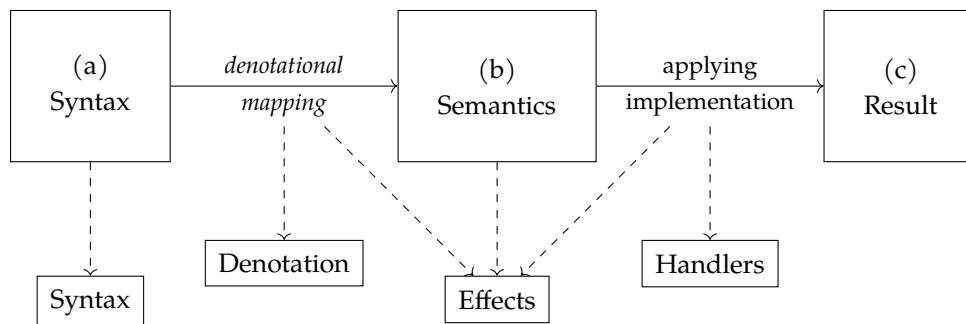 (a)
Syntax
denotational
mapping
(b)
Semantics
applying
implementation
(c)
Result
Denotation
Handlers
Syntax
Effects